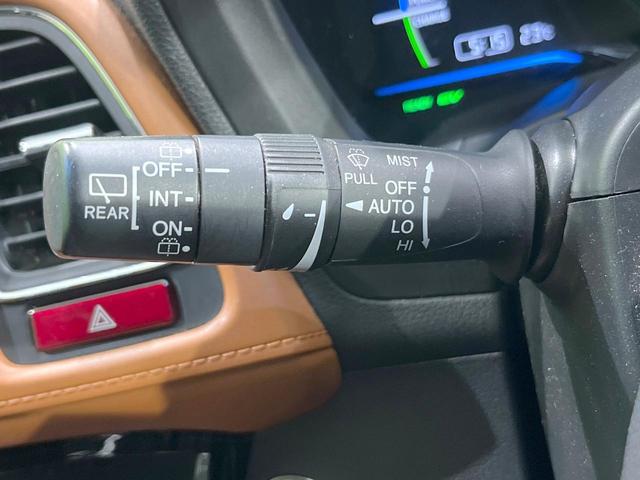 REAR
OFF
INT
ON
PULL
MIST
OFF
AUTO
LO
HI